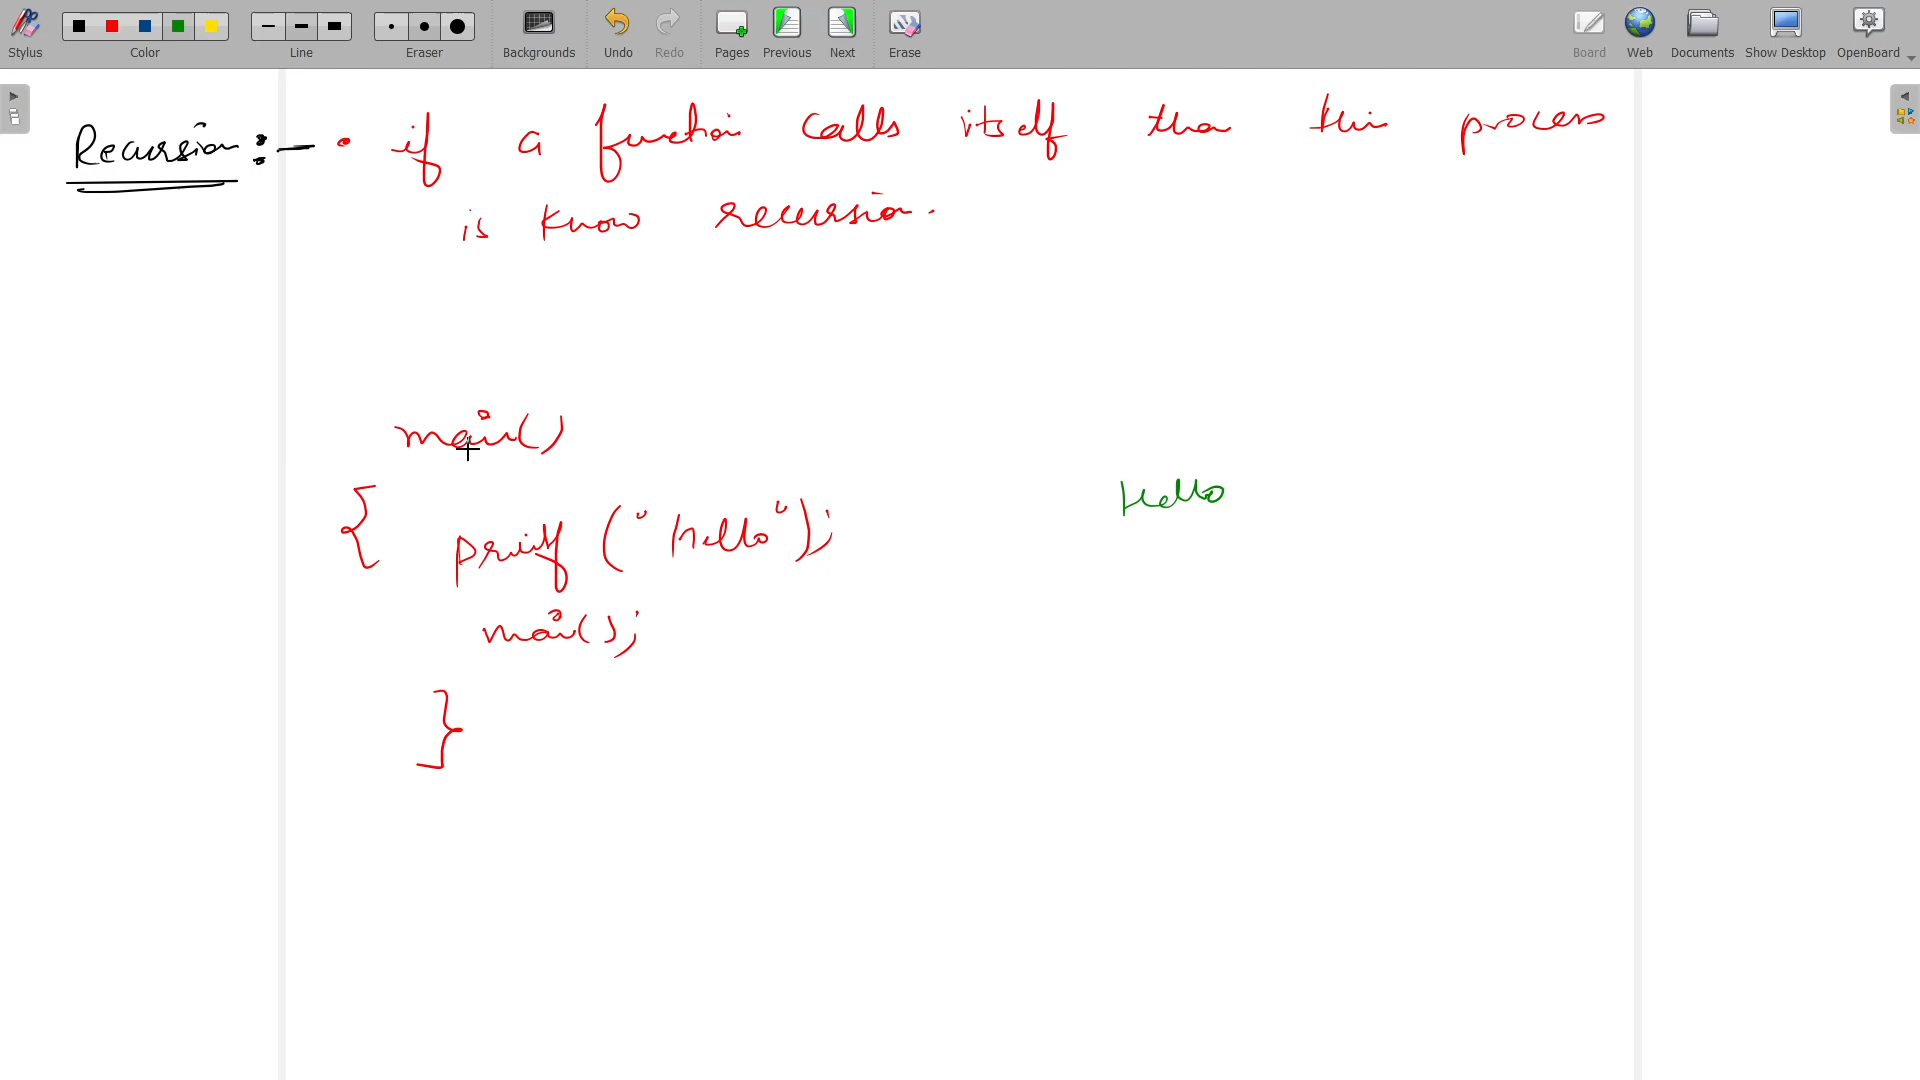 Stylus Color Line Eraser Backgrounds Undo Redo Pages Previous Next Erase Board Web Documents Show Desktop OpenBoard
Recursion :- • if a function calls itself than this process
is know recursion.
main()
{
Hello
printf ("hello");
main();
}